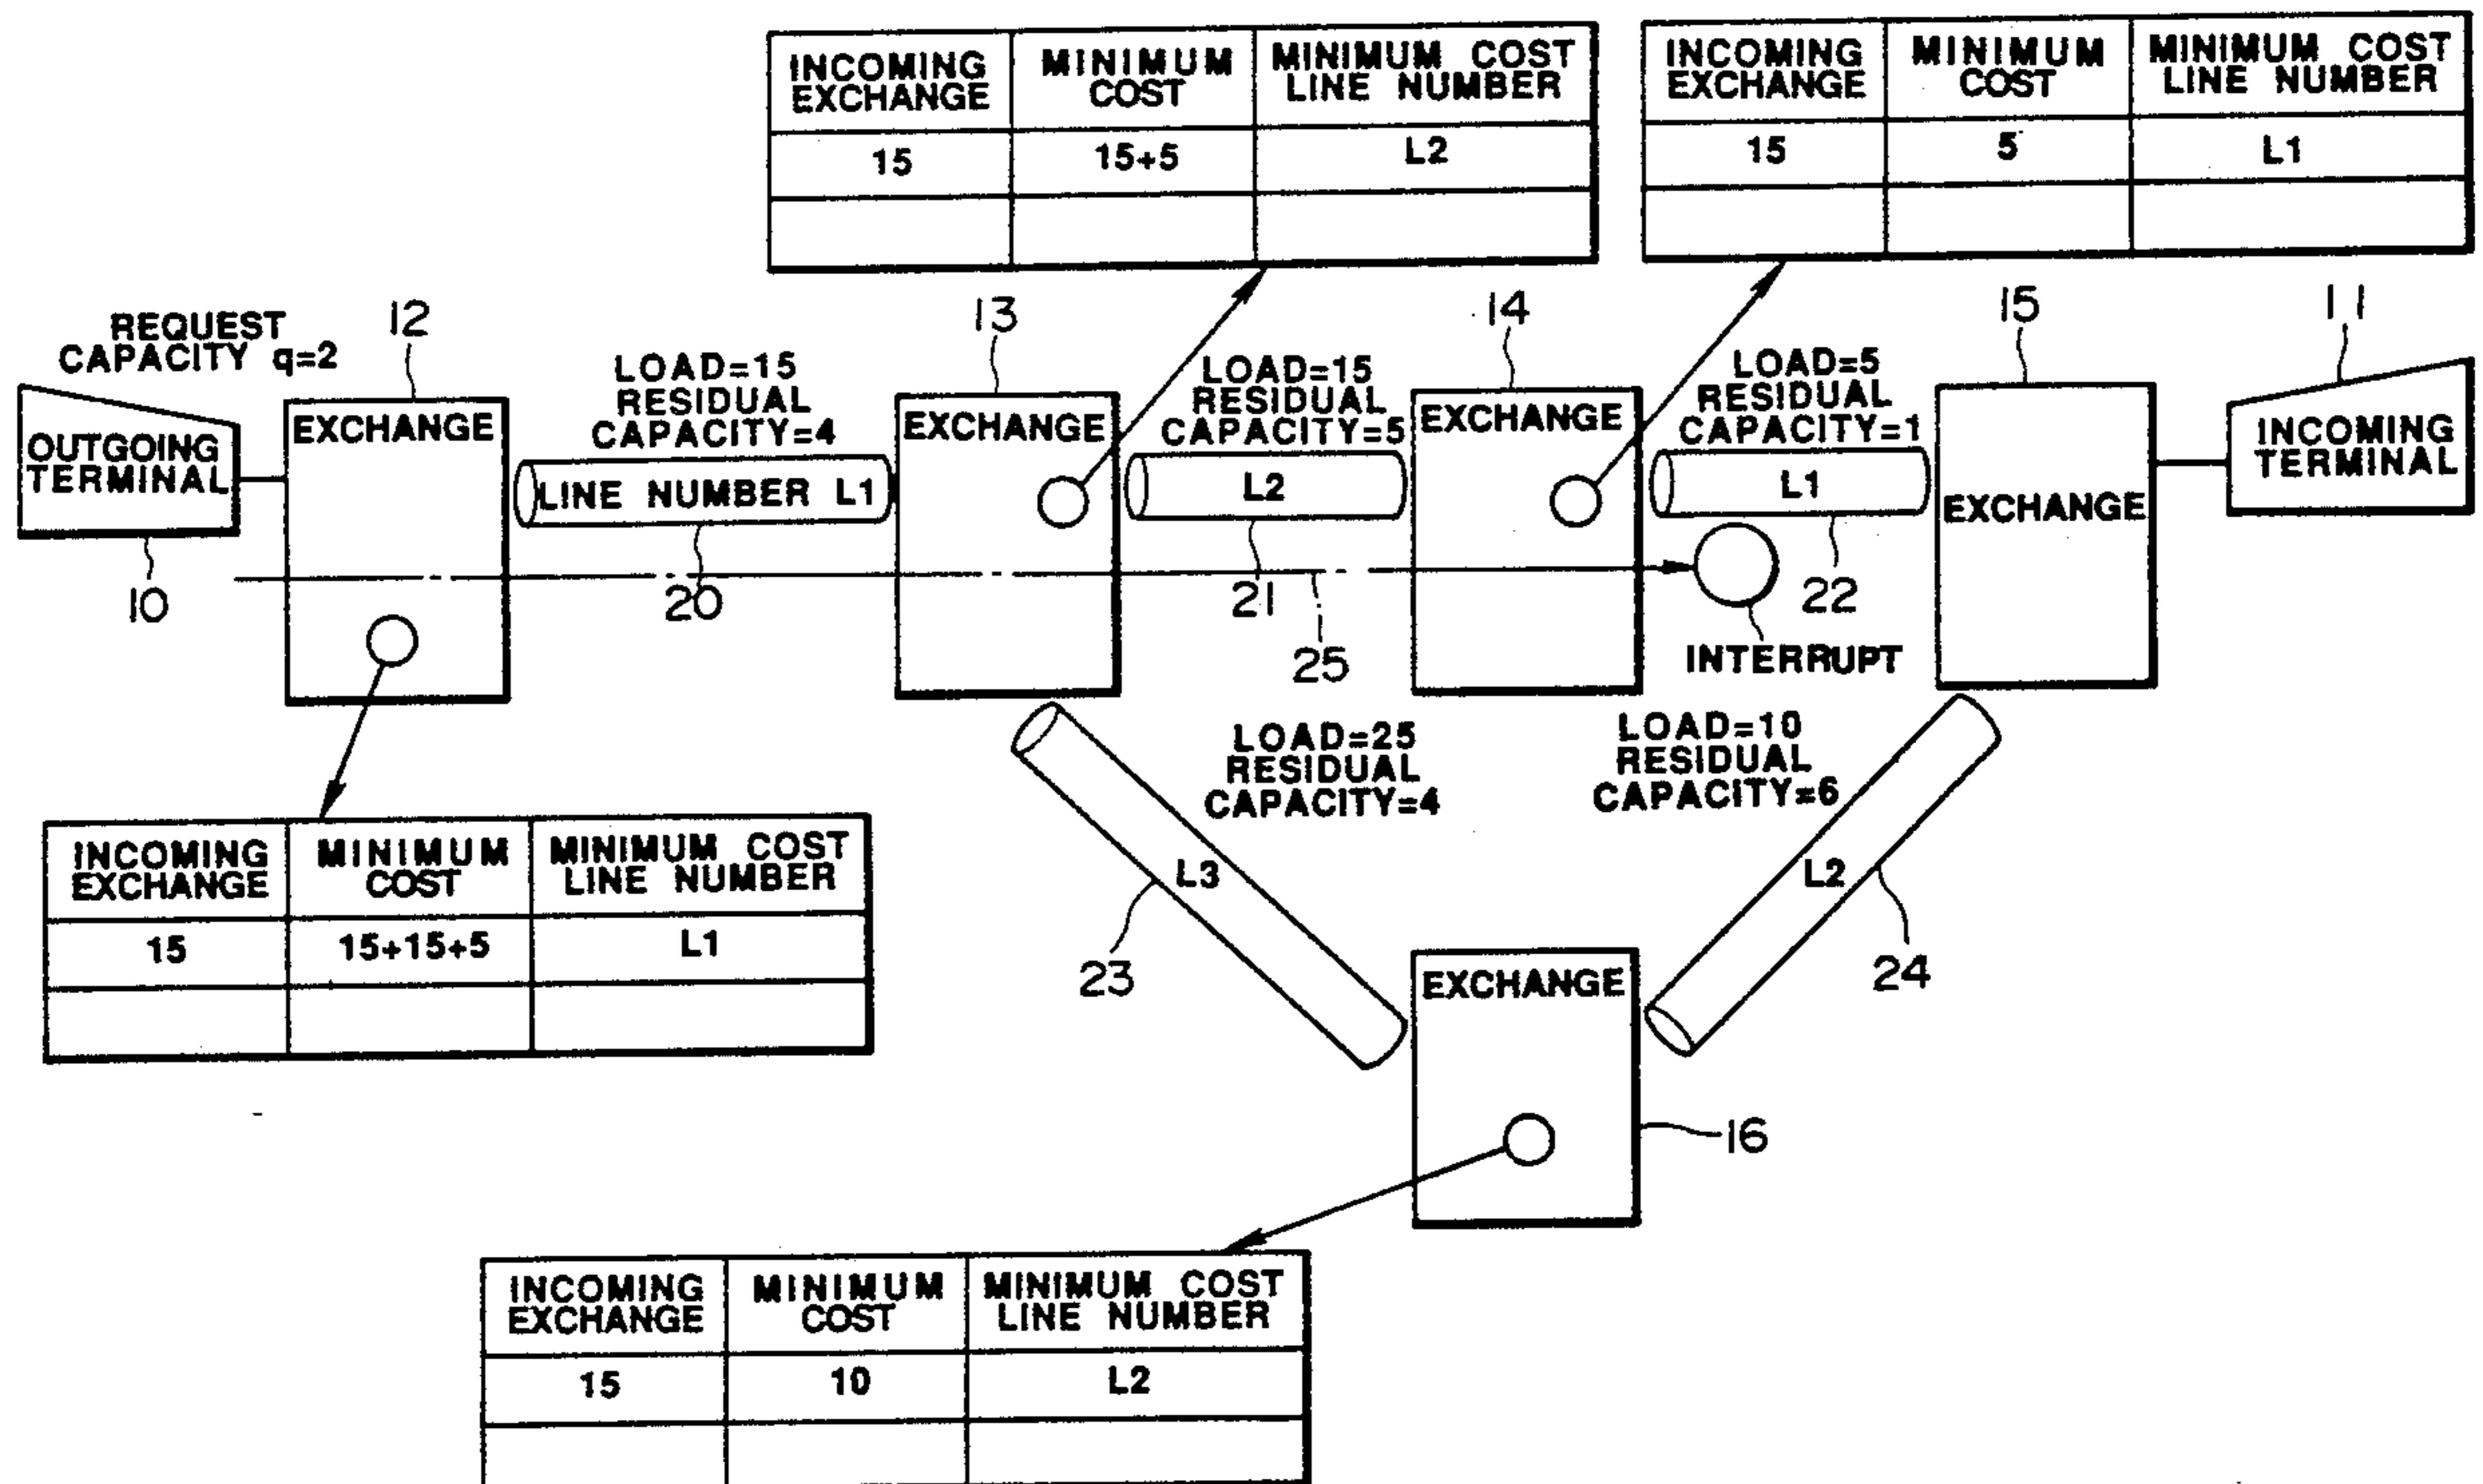 INCOMING EXCHANGE
MINIMUM COST
MINIMUM COST LINE NUMBER
15
15+5
L2
INCOMING EXCHANGE
MINIMUM COST
MINIMUM COST LINE NUMBER
15
5
L1
REQUEST
CAPACITY q=2
12
13
14
15
11
OUTGOING
TERMINAL
10
EXCHANGE
LOAD=15
RESIDUAL
CAPACITY=4
LINE NUMBER L1
20
EXCHANGE
LOAD=15
RESIDUAL
CAPACITY=5
L2
21
25
EXCHANGE
LOAD=5
RESIDUAL
CAPACITY=1
L1
22
INTERRUPT
EXCHANGE
INCOMING
TERMINAL
LOAD=25
RESIDUAL
CAPACITY=4
L3
23
LOAD=10
RESIDUAL
CAPACITY=6
L2
24
INCOMING EXCHANGE
MINIMUM COST
MINIMUM COST LINE NUMBER
15
15+15+5
L1
EXCHANGE
16
INCOMING EXCHANGE
MINIMUM COST
MINIMUM COST LINE NUMBER
15
10
L2